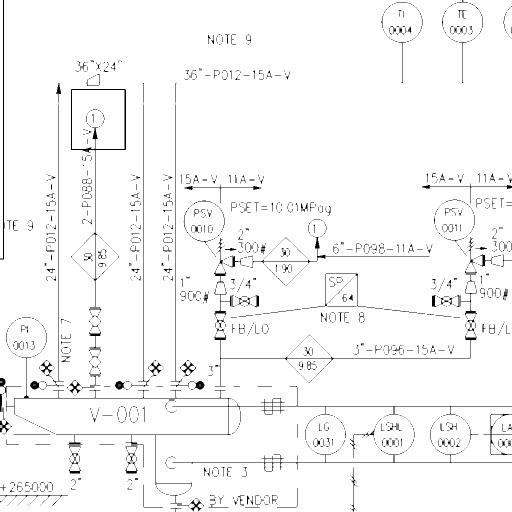 TI
0004
TE
0003
NOTE 9
36"X24"
36"-P012-15A-V
1
24"-P012-15A-V
2-P088-15A-V
24"-P012-15A-V
24"-P012-15A-V
15A-V
11A-V
15A-V
11A-V
PSV
0010
PSET=10.01MPag
1
PSV
0011
PSET=
OTE 9
2"
300#
30
1.90
6"-P098-11A-V
2"
300
30
9.85
1"
900#
3/4"
SP
64
3/4"
1"
900#
NOTE 8
FB/LO
FB/L
PI
0013
NOTE 7
30
9.85
3"-P096-15A-V
3"
V-001
LG
0031
LSHL
0001
LSH
0002
LA
000
NOTE 3
+265000
2"
2"
BY VENDOR